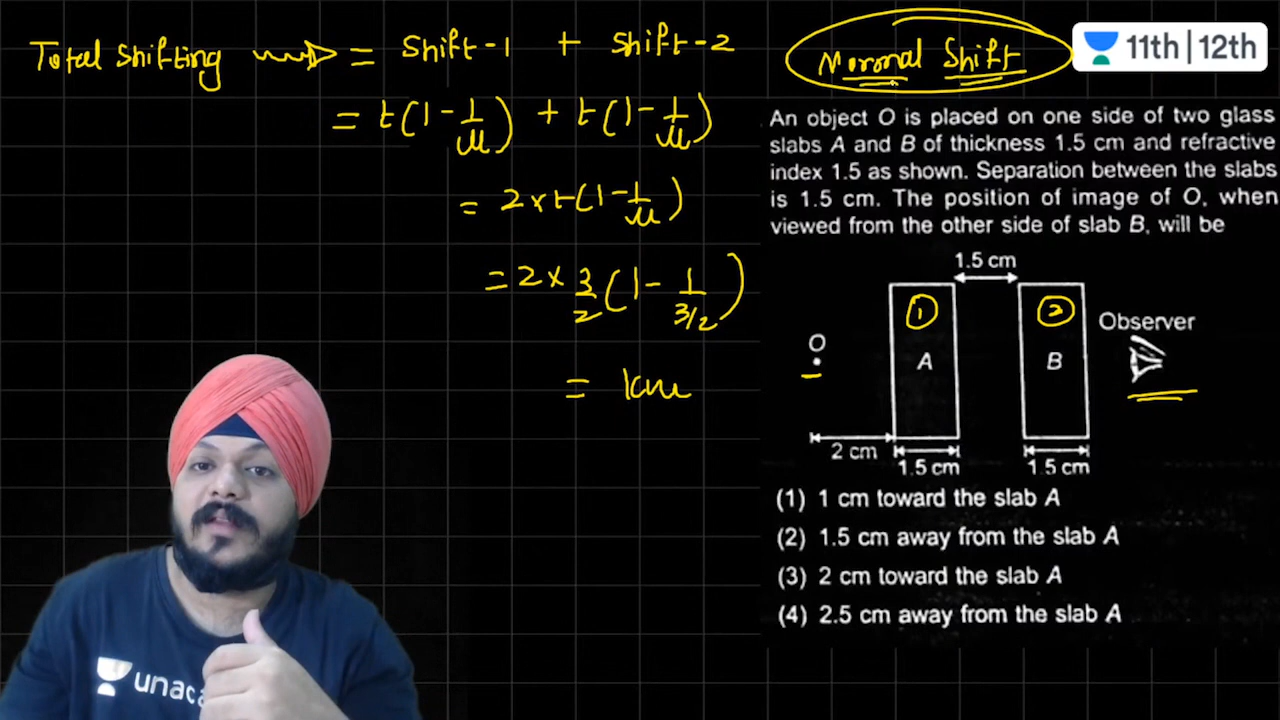 Total shifting = shift-1 + shift-2
= t(1-1/μ) + t(1-1/μ)
= 2×t(1-1/μ)
= 2× 3/2 (1- 1/3/2)
=
Normal Shift
11th | 12th
An object O is placed on one side of two glass
slabs A and B of thickness 1.5 cm and refractive
index 1.5 as shown. Separation between the slabs
is 1.5 cm. The position of image of O, when
viewed from the other side of slab B, will be
1.5 cm
1
2
Observer
O
A
B
2 cm
1.5 cm
1.5 cm
(1) 1 cm toward the slab A
(2) 1.5 cm away from the slab A
(3) 2 cm toward the slab A
(4) 2.5 cm away from the slab A